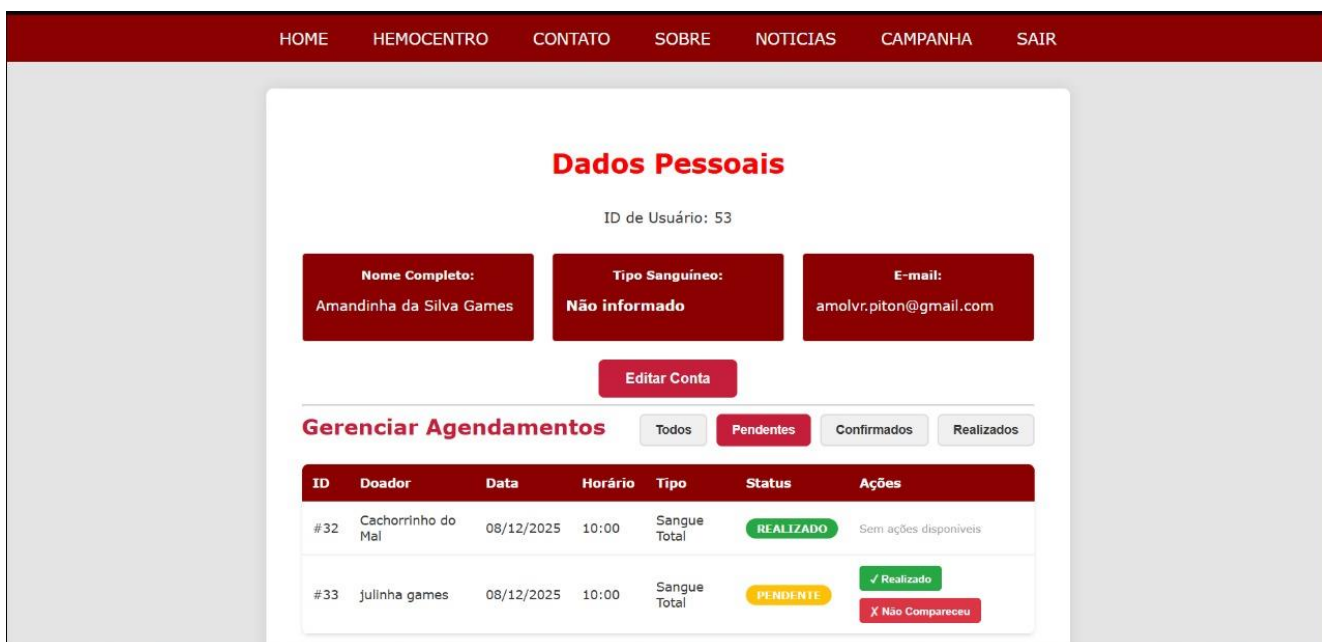 HOME HEMOCENTRO CONTATO SOBRE NOTICIAS CAMPANHA SAIR
Dados Pessoais
ID de Usuário: 53
Nome Completo: Tipo Sanguíneo: E-mail:
Amandinha da Silva Games Não informado amolvr.piton@gmail.com
Editar Conta
Gerenciar Agendamentos Todos Pendentes Confirmados Realizados
ID Doador Data Horário Tipo Status Ações
#32 Cachorrinho do Mal 08/12/2025 10:00 Sangue Total REALIZADO Sem ações disponíveis
#33 julinha games 08/12/2025 10:00 Sangue Total PENDENTE ✓ Realizado
✗ Não Compareceu